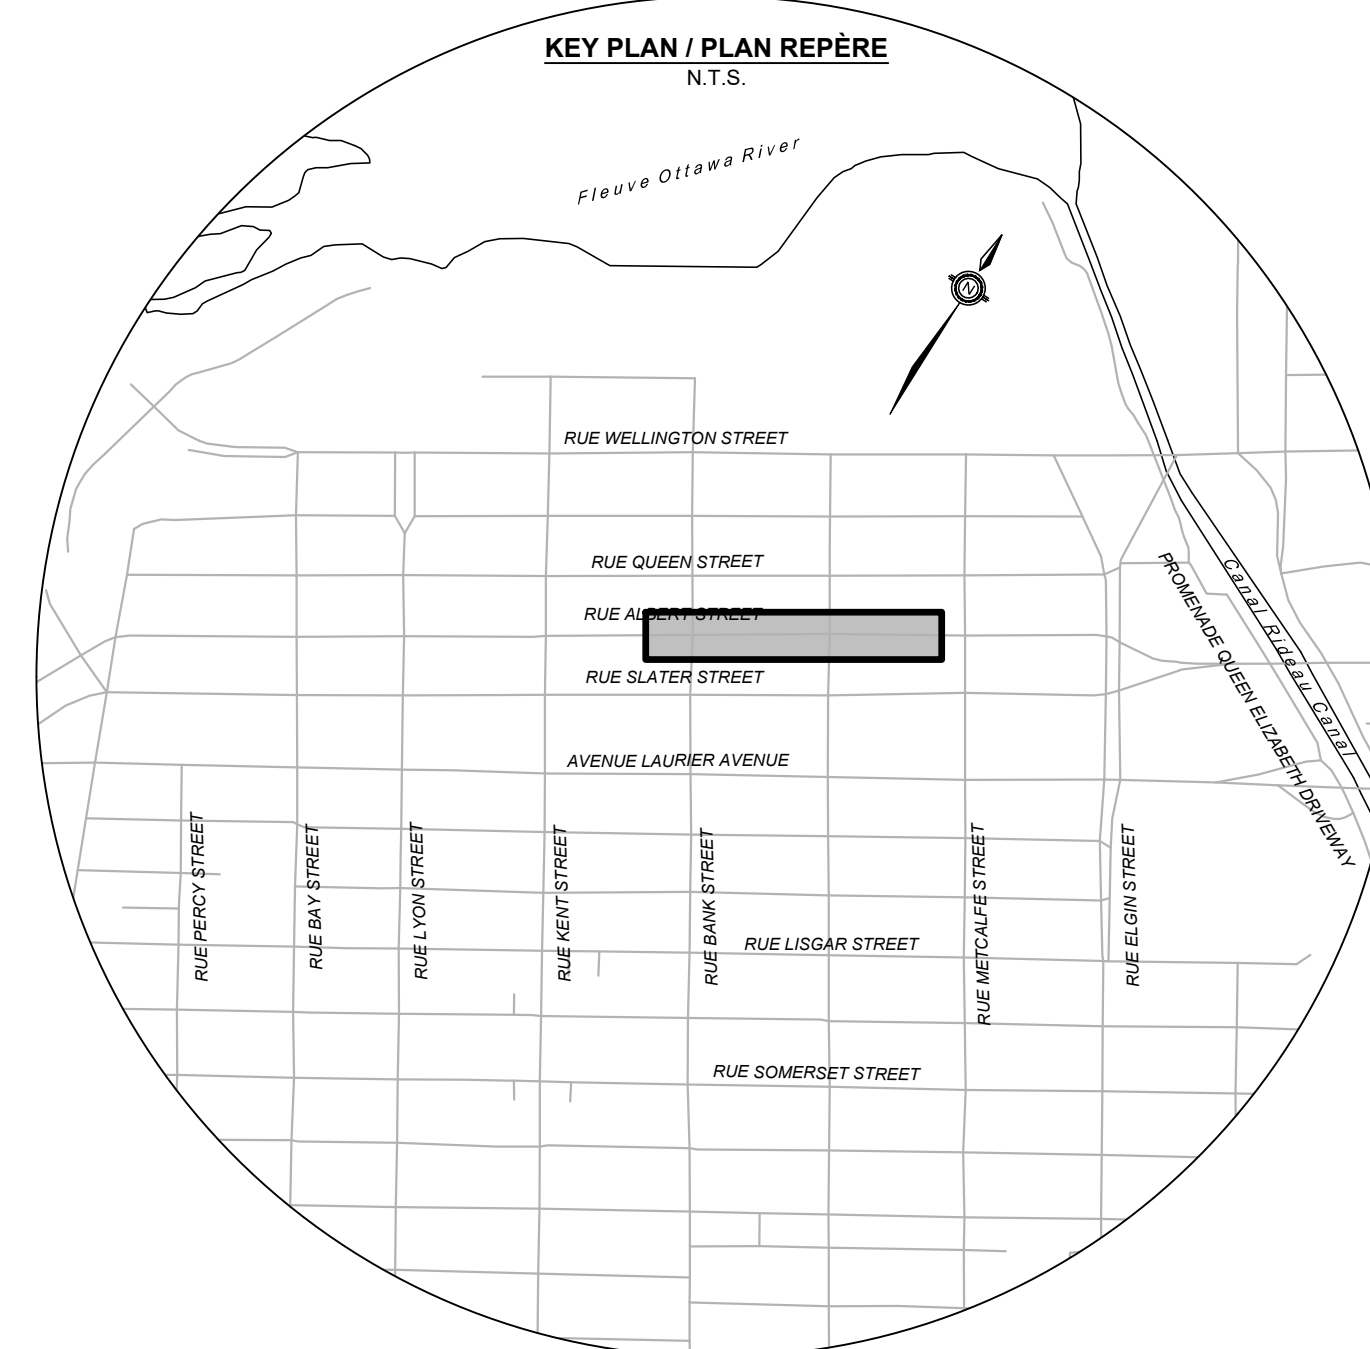 KEY PLAN / PLAN REPÈRE
N.T.S.
Fleuve Ottawa River
N
RUE WELLINGTON STREET
RUE QUEEN STREET
RUE ALBERT STREET
RUE SLATER STREET
AVENUE LAURIER AVENUE
PROMENADE QUEEN ELIZABETH DRIVEWAY
Canal Rideau Canal
RUE PERCY STREET
RUE BAY STREET
RUE LYON STREET
RUE KENT STREET
RUE BANK STREET
RUE METCALFE STREET
RUE ELGIN STREET
RUE LISGAR STREET
RUE SOMERSET STREET